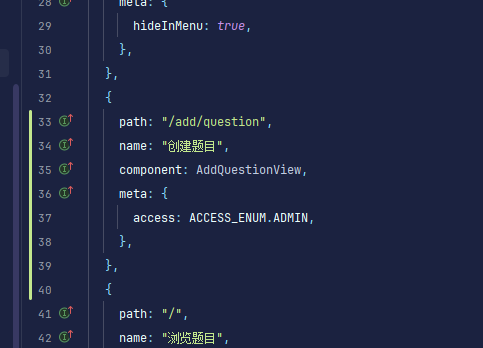 28 meta: {
29 hideInMenu: true,
30 },
31 },
32 {
33 path: "/add/question",
34 name: "创建题目",
35 component: AddQuestionView,
36 meta: {
37 access: ACCESS_ENUM.ADMIN,
38 },
39 },
40 {
41 path: "/",
42 name: "浏览题目",